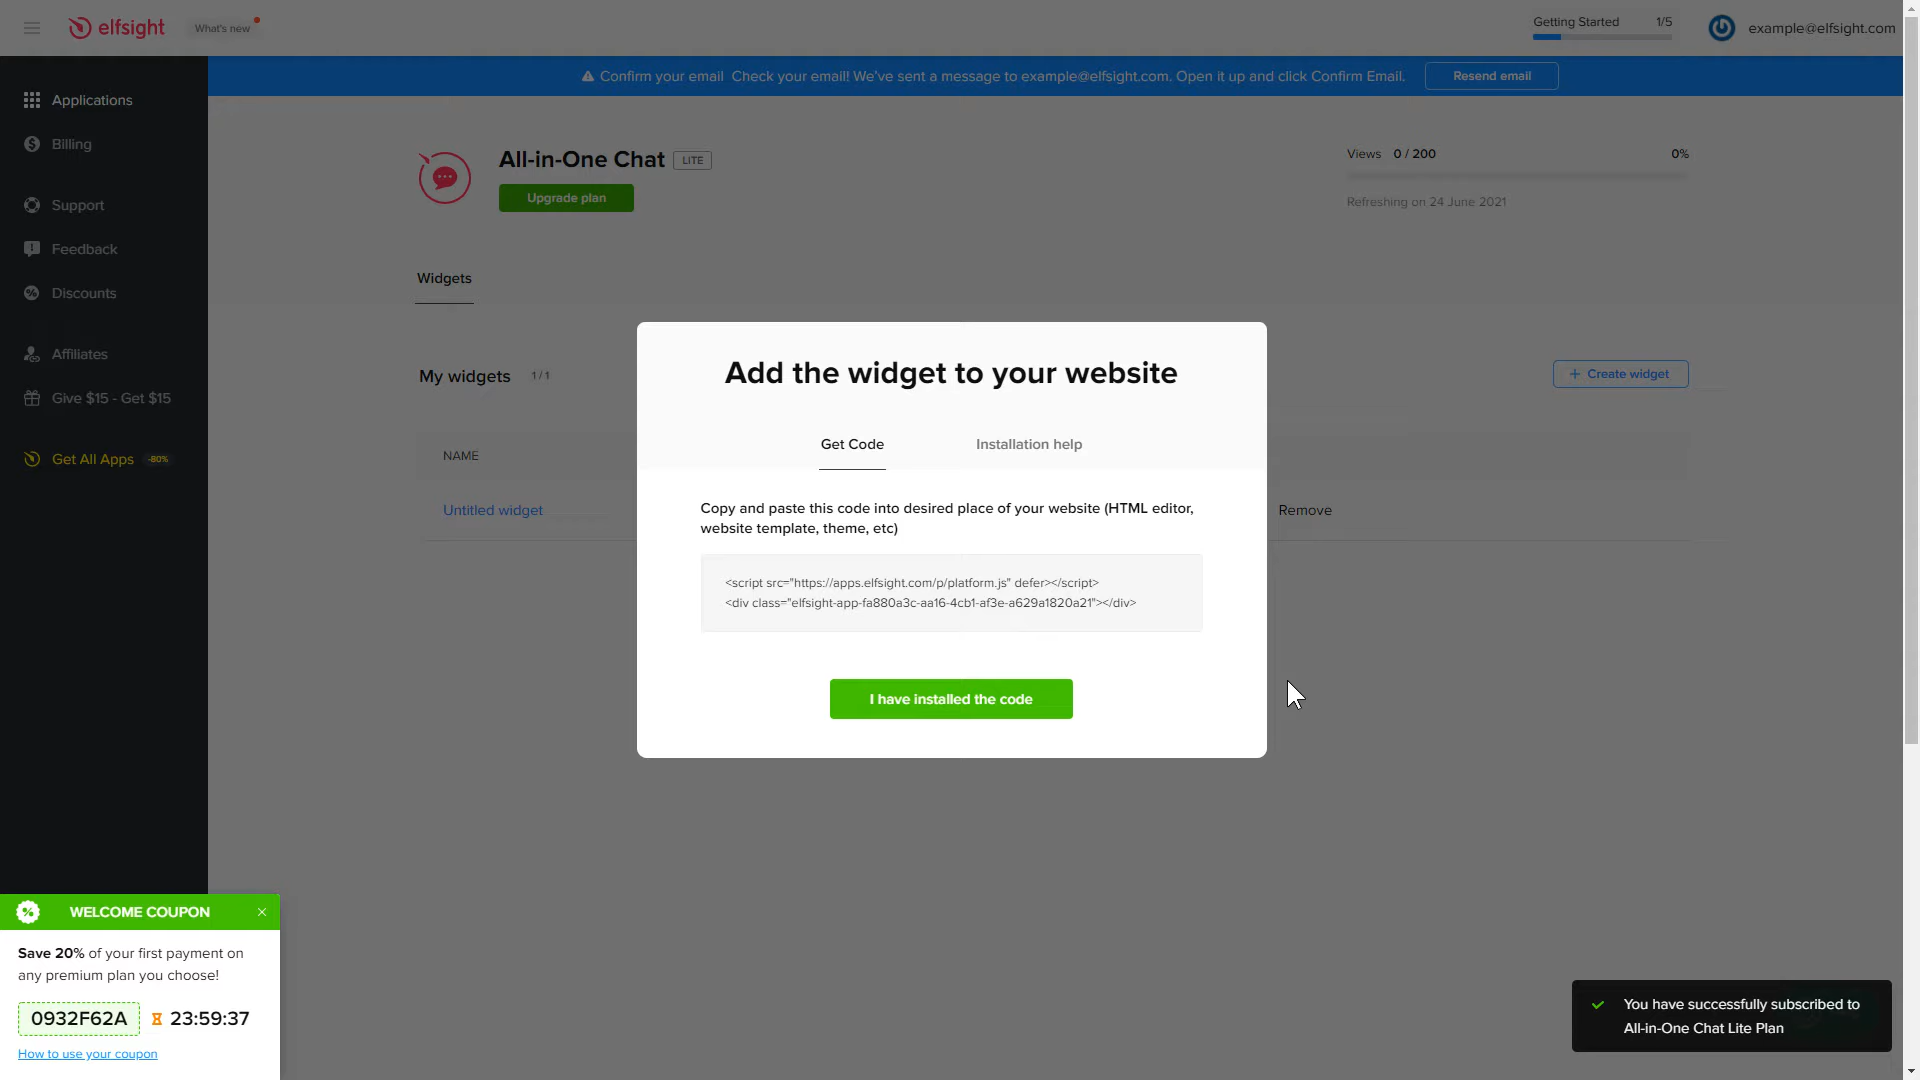 elfsight
What's new
Getting Started 1/5
example@elfsight.com
Confirm your email Check your email! We've sent a message to example@elfsight.com. Open it up and click Confirm Email.
Resend email
Applications
Billing
Support
Feedback
Discounts
Affiliates
Give $15 - Get $15
Get All Apps -80%
All-in-One Chat LITE
Upgrade plan
Views 0 / 200 0%
Refreshing on 24 June 2021
Widgets
My widgets 1 / 1
+ Create widget
NAME
Untitled widget
Remove
Add the widget to your website
Get Code
Installation help
Copy and paste this code into desired place of your website (HTML editor,
website template, theme, etc)
<script src="https://apps.elfsight.com/p/platform.js" defer></script>
<div class="elfsight-app-fa880a3c-aa16-4cb1-af3e-a629a1820a21"></div>
I have installed the code
WELCOME COUPON
Save 20% of your first payment on
any premium plan you choose!
0932F62A 23:59:37
How to use your coupon
You have successfully subscribed to
All-in-One Chat Lite Plan